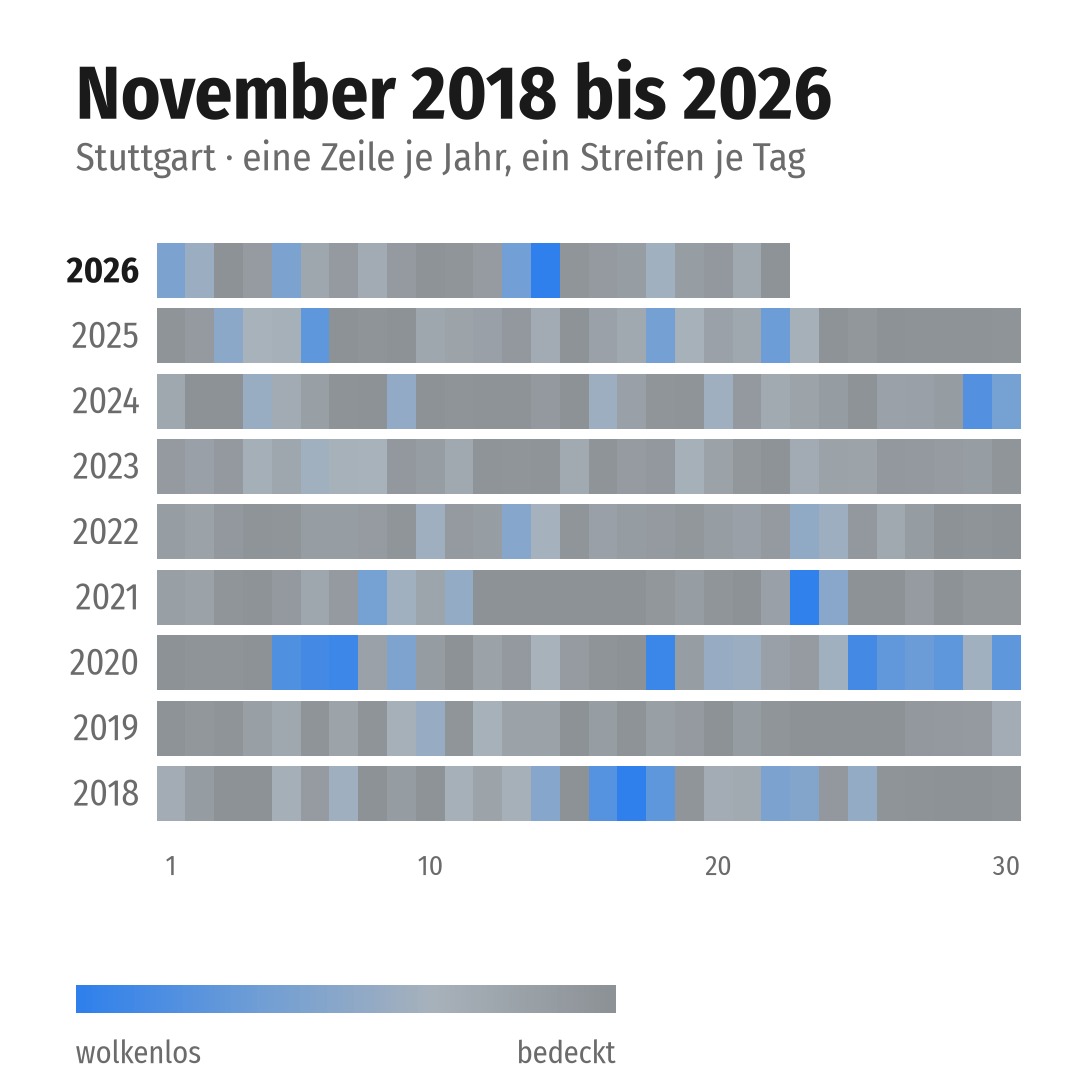 November 2018 bis 2026
Stuttgart · eine Zeile je Jahr, ein Streifen je Tag
2026
2025
2024
2023
2022
2021
2020
2019
2018
1 10 20 30
wolkenlos bedeckt